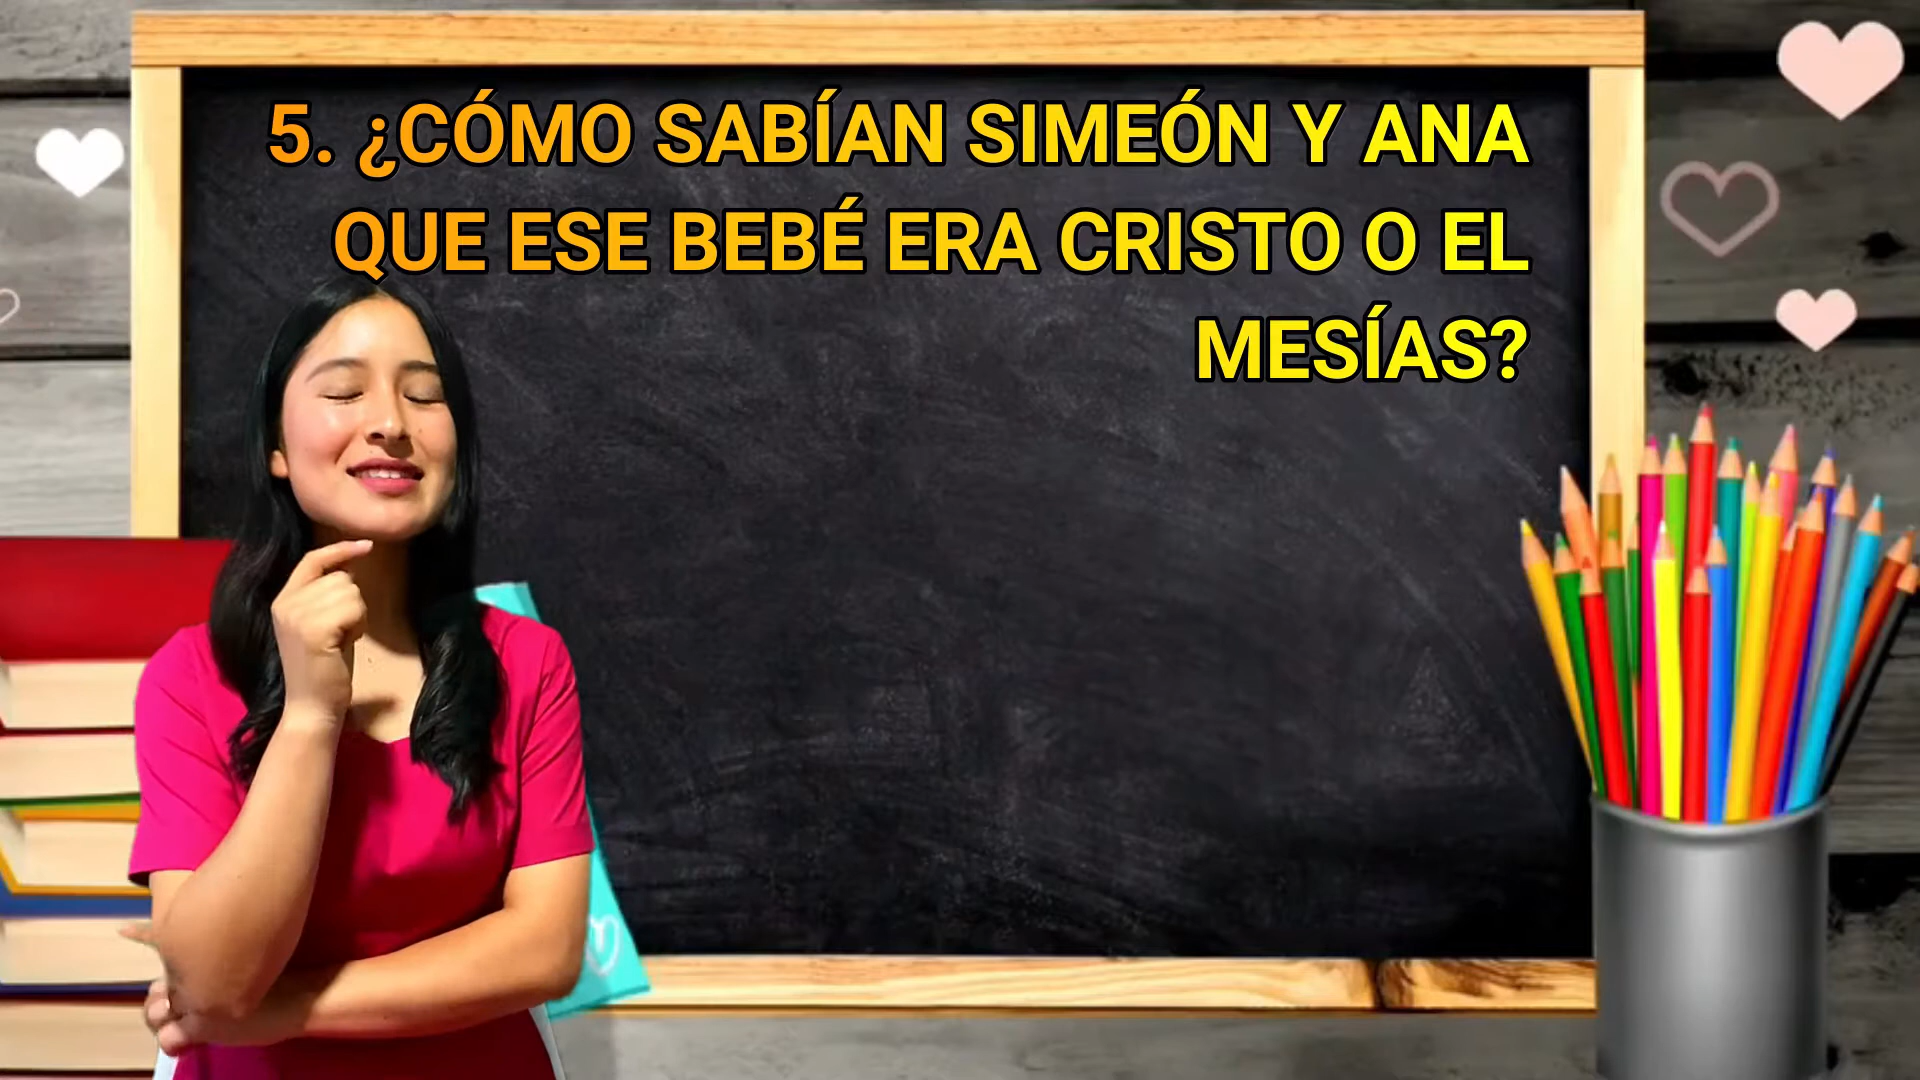 5. ¿CÓMO SABÍAN SIMEÓN Y ANA
QUE ESE BEBÉ ERA CRISTO O EL
MESÍAS?